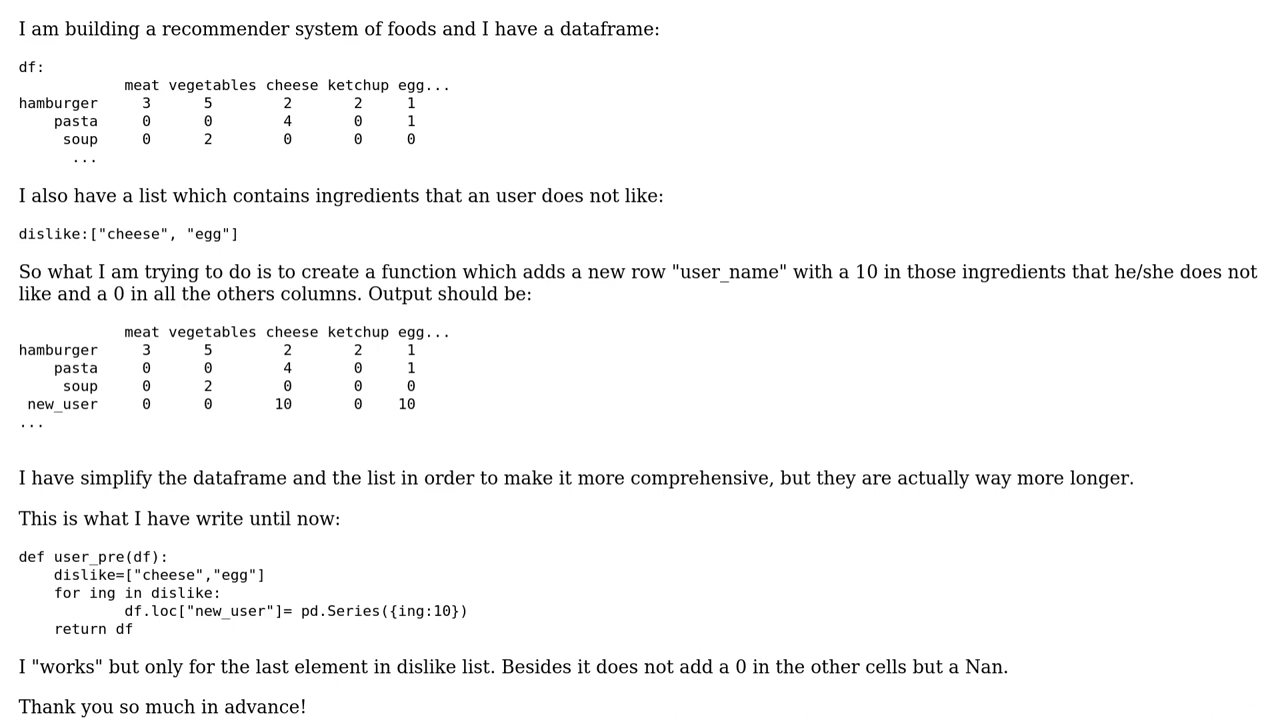 I am building a recommender system of foods and I have a dataframe:
df:
            meat vegetables cheese ketchup egg...
hamburger     3      5        2       2     1
    pasta     0      0        4       0     1
     soup     0      2        0       0     0
      ...
I also have a list which contains ingredients that an user does not like:
dislike:["cheese", "egg"]
So what I am trying to do is to create a function which adds a new row "user_name" with a 10 in those ingredients that he/she does not
like and a 0 in all the others columns. Output should be:
            meat vegetables cheese ketchup egg...
hamburger     3      5        2       2     1
    pasta     0      0        4       0     1
     soup     0      2        0       0     0
 new_user     0      0       10       0    10
...
I have simplify the dataframe and the list in order to make it more comprehensive, but they are actually way more longer.
This is what I have write until now:
def user_pre(df):
    dislike=["cheese","egg"]
    for ing in dislike:
            df.loc["new_user"]= pd.Series({ing:10})
    return df
I "works" but only for the last element in dislike list. Besides it does not add a 0 in the other cells but a Nan.
Thank you so much in advance!